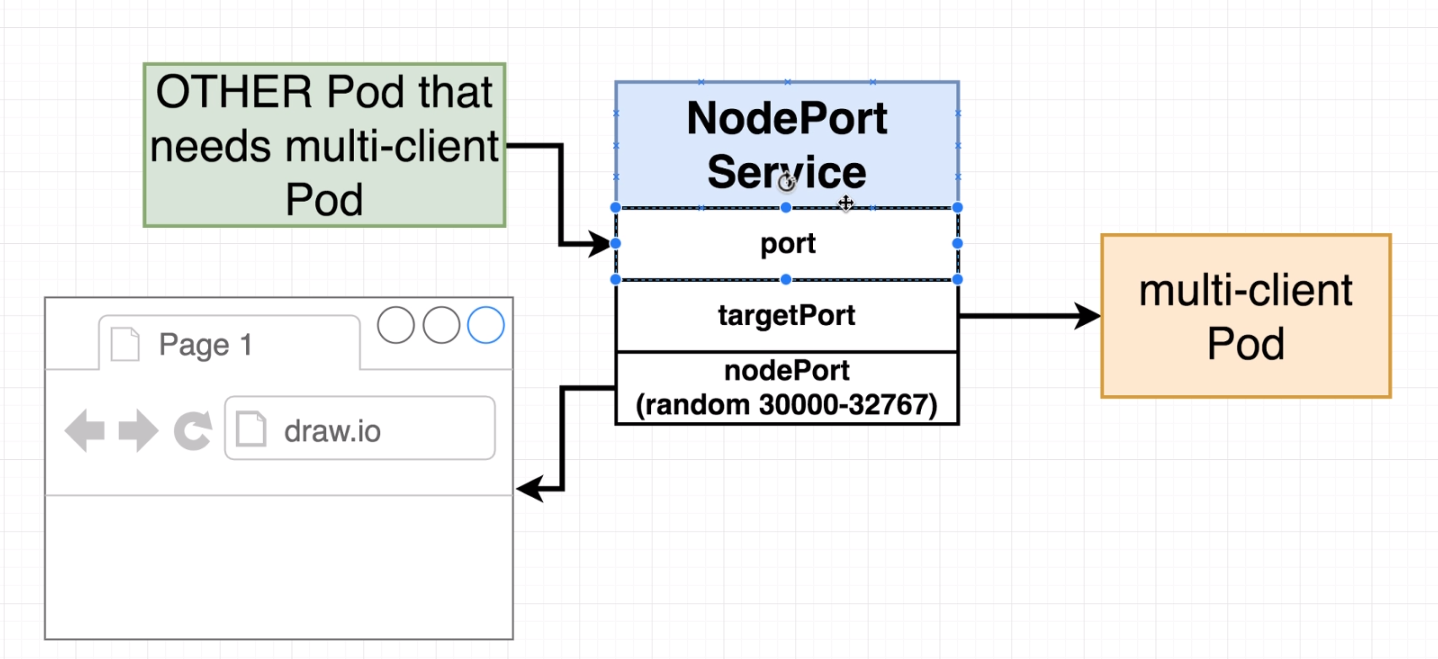 OTHER Pod that
needs multi-client
Pod
NodePort
Service
port
targetPort
nodePort
(random 30000-32767)
multi-client
Pod
Page 1
draw.io